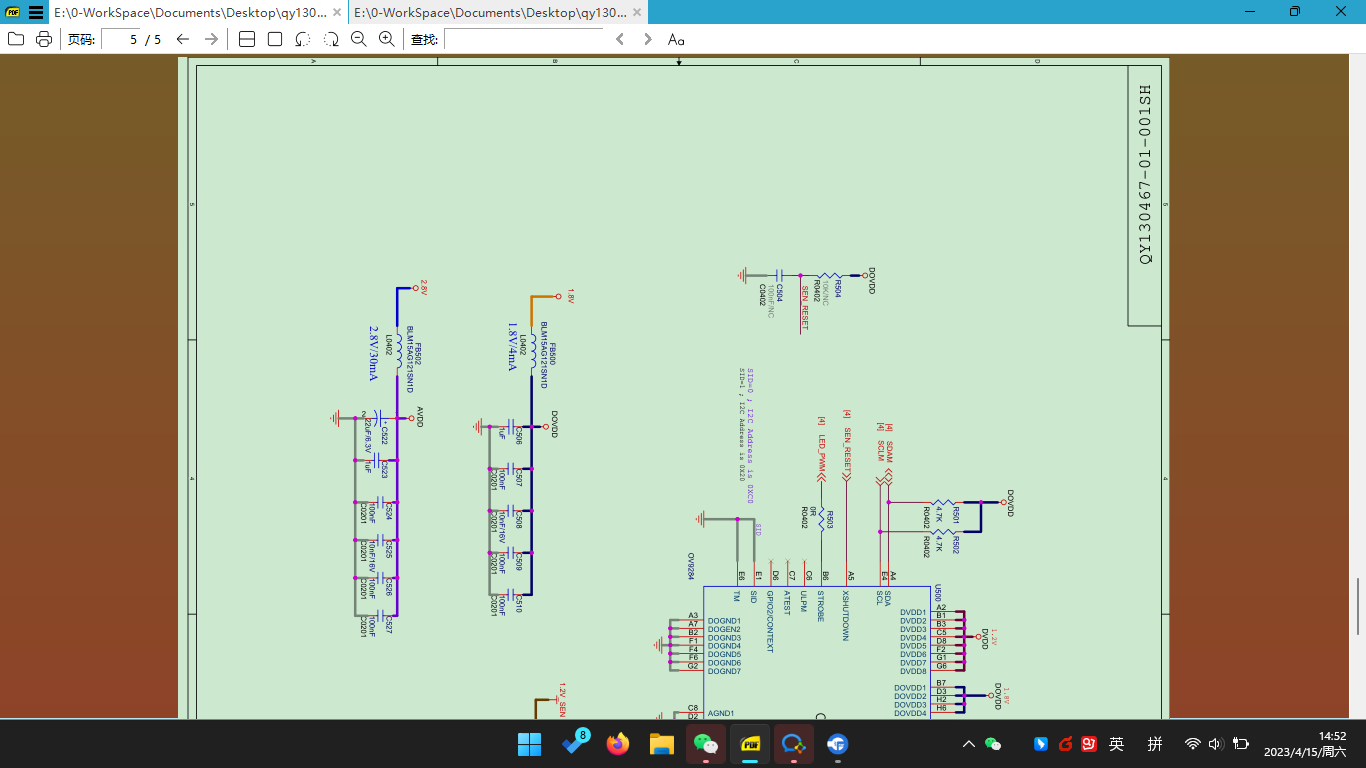 E:\0-WorkSpace\Documents\Desktop\qy130...
E:\0-WorkSpace\Documents\Desktop\qy130...
页码: 5 / 5
查找:
A
B
C
D
5
5
4
4
QY130467-01-001SH
DOVDD
R504
10K/NC
R0402
SEN_RESET
C504
100nF/NC
C0402
2.8V
FB502
BLM15AG121SN1D
L0402
2.8V/30mA
AVDD
C522
22uF/6.3V
C523
1uF
C524
100nF
C0201
C525
10nF/16V
C0201
C526
100nF
C0201
C527
100nF
C0201
1.8V
FB500
BLM15AG121SN1D
L0402
1.8V/4mA
DOVDD
C506
1uF
C507
100nF
C0201
C508
10nF/16V
C0201
C509
100nF
C0201
C510
100nF
C0201
SID=0 ; I2C Address is 0XC0
SID=1 ; I2C Address is 0X20
[4] LED_PWM
[4] SEN_RESET
[4] SDAM
[4] SCLM
DOVDD
R501
4.7K
R0402
R502
4.7K
R0402
R503
0R
R0402
SID
OV9284
U500
E6
E1
D6
C7
C6
B6
A5
E4
A4
TM
SID
GPIO2/CONTEXT
ATEST
ULPM
STROBE
XSHUTDOWN
SCL
SDA
A3 DOGND1
A7 DOGEN2
B2 DOGND3
F1 DOGND4
F4 DOGND5
F6 DOGND6
G2 DOGND7
C8 AGND1
D2
DVDD1 A2
DVDD2 B1
DVDD3 B3
DVDD4 C5
DVDD5 D8
DVDD6 F2
DVDD7 G1
DVDD8 G6
1.2V
DVDD
DOVDD1 B7
DOVDD2 D3
DOVDD3 H2
DOVDD4 H6
1.8V
DOVDD
1.2V_SEN
8
英
拼
14:52
2023/4/15/周六